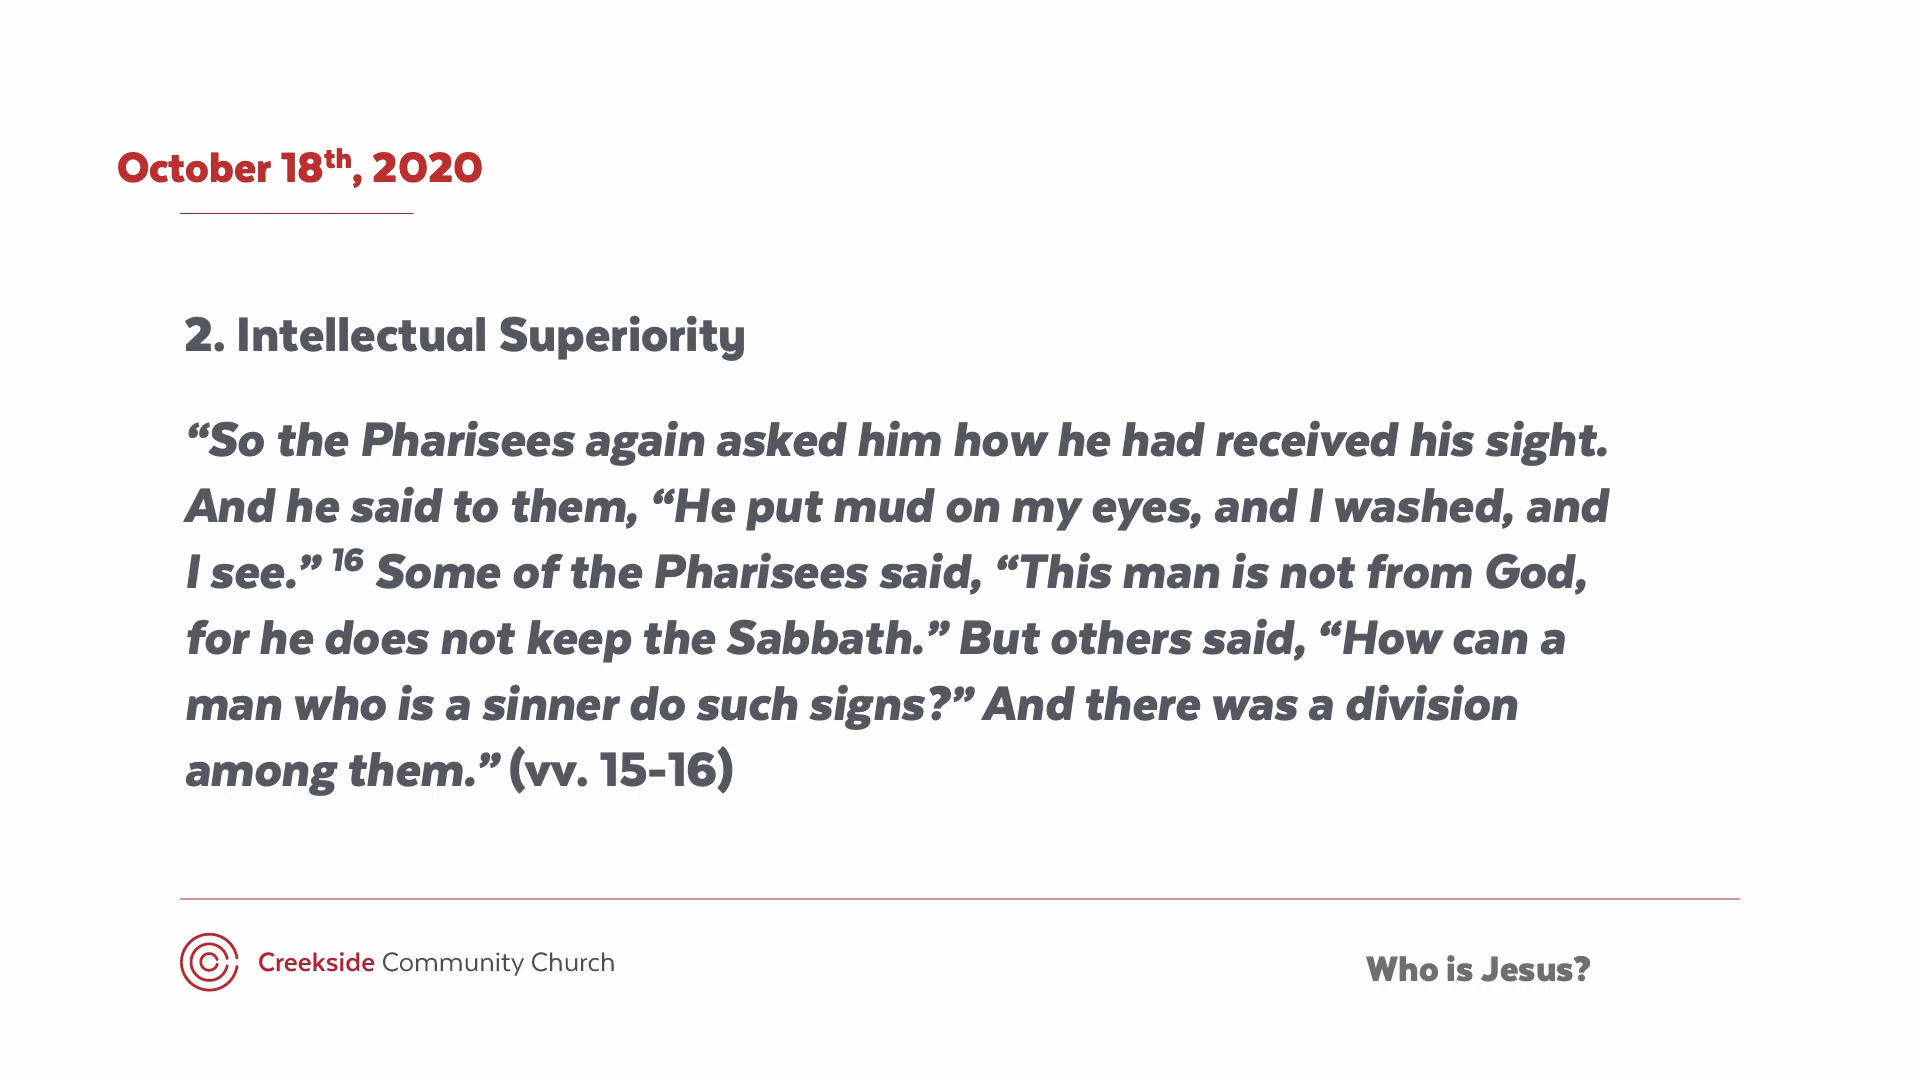 October 18th, 2020
2. Intellectual Superiority
“So the Pharisees again asked him how he had received his sight.
And he said to them, “He put mud on my eyes, and I washed, and
I see.” 16 Some of the Pharisees said, “This man is not from God,
for he does not keep the Sabbath.” But others said, “How can a
man who is a sinner do such signs?” And there was a division
among them.” (vv. 15-16)
Creekside Community Church
Who is Jesus?